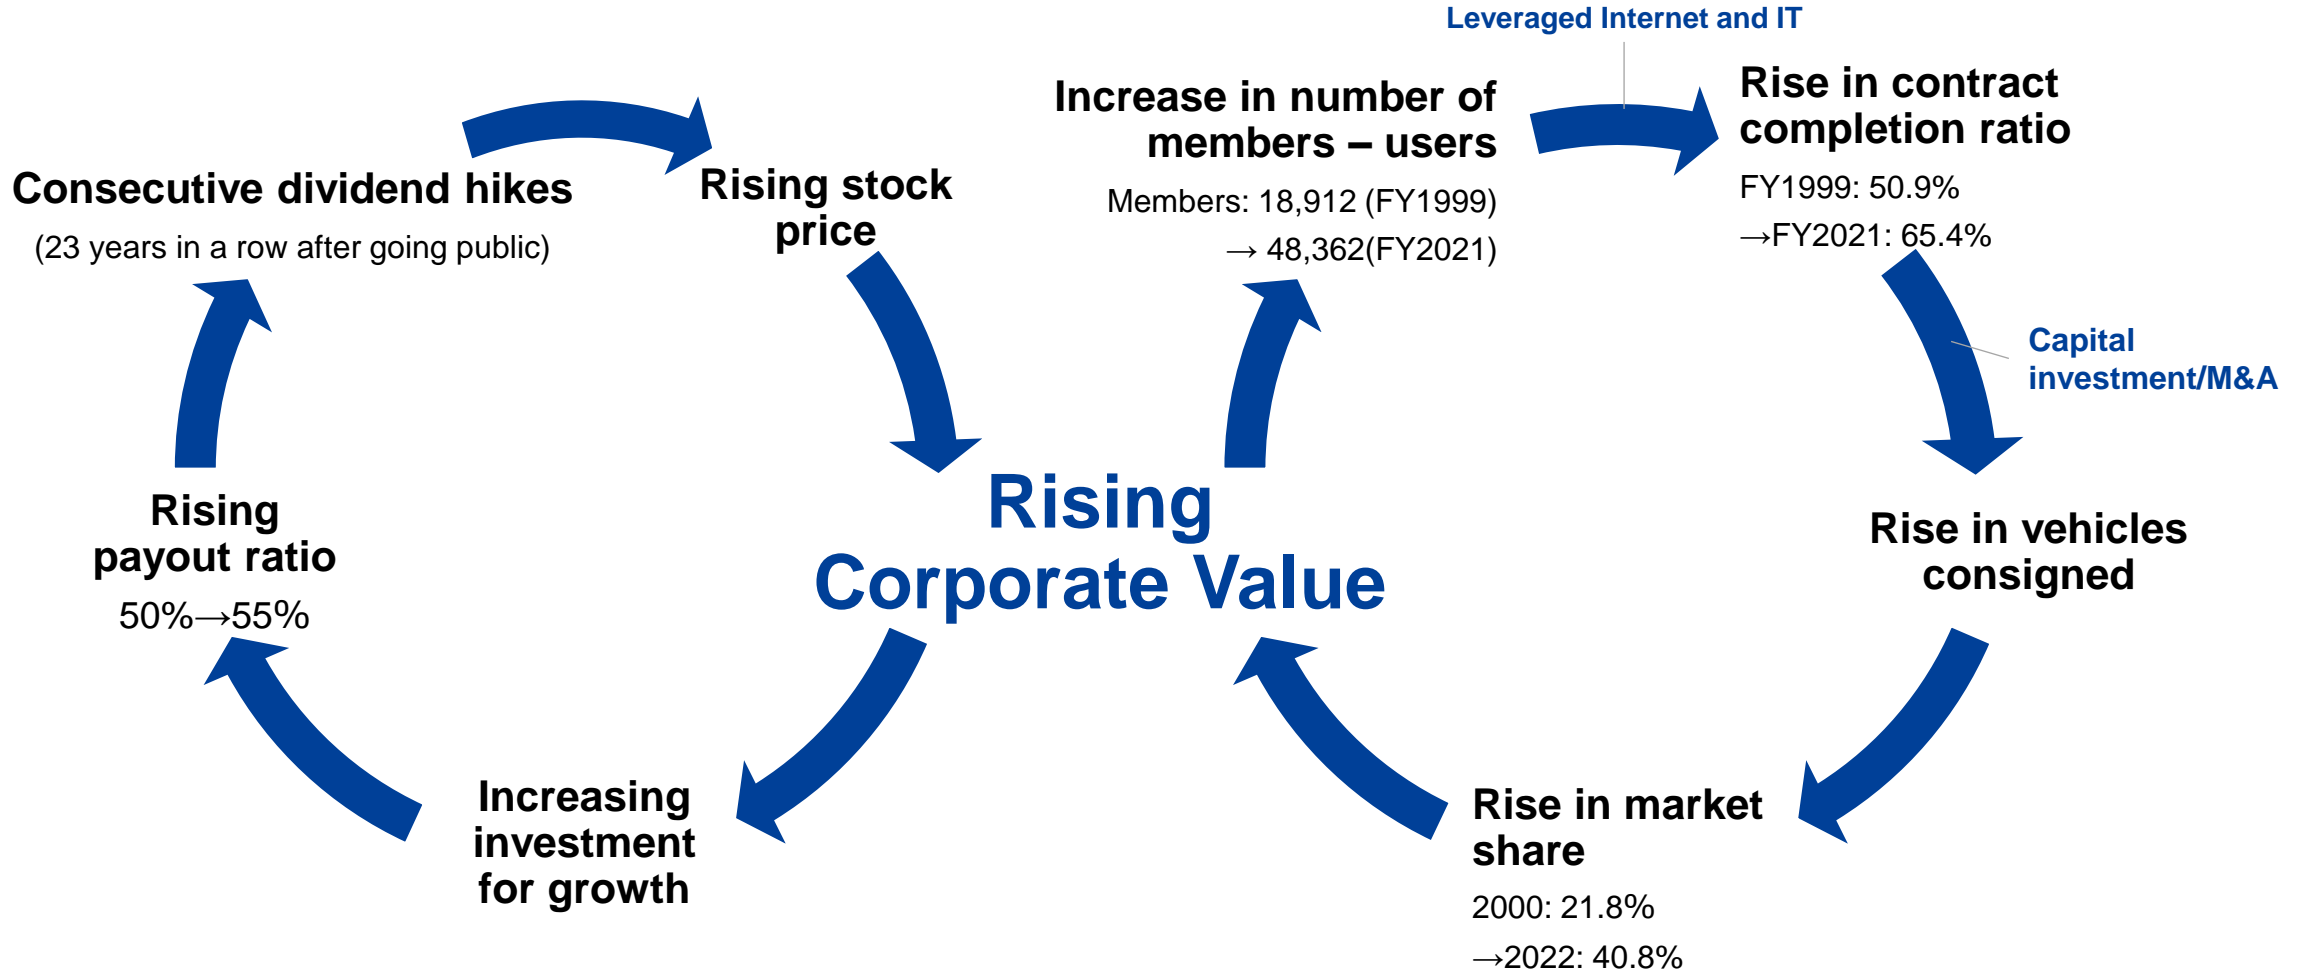 Leveraged Internet and IT
Consecutive dividend hikes
(23 years in a row after going public)
Rising stock
price
Increase in number of
members – users
Members: 18,912 (FY1999)
→ 48,362(FY2021)
Rise in contract
completion ratio
FY1999: 50.9%
→FY2021: 65.4%
Capital
investment/M&A
Rising
payout ratio
50%→55%
Rising
Corporate Value
Rise in vehicles
consigned
Increasing
investment
for growth
Rise in market
share
2000: 21.8%
→2022: 40.8%